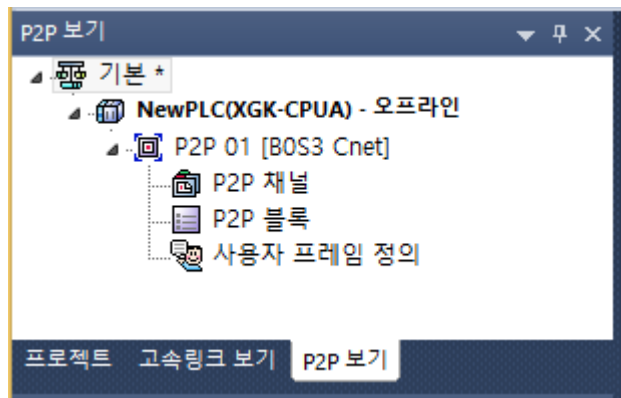 P2P 보기
기본 *
NewPLC(XGK-CPUA) - 오프라인
P2P 01 [B0S3 Cnet]
P2P 채널
P2P 블록
사용자 프레임 정의
프로젝트 고속링크 보기 P2P 보기